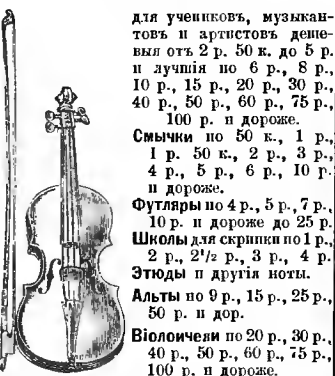 для учениковъ, музыкан-
товъ и артистовъ деше-
выя отъ 2 р. 50 к. до 5 р.
и лучшія по 6 р., 8 р.,
10 р., 15 р., 20 р., 30 р.,
40 р., 50 р., 60 р., 75 р.,
100 р. и дороже.
Смычки по 50 к., 1 р.,
1 р. 50 к., 2 р., 3 р.,
4 р., 5 р., 6 р., 10 р.
и дороже.
Футляры по 4 р., 5 р., 7 р.,
10 р. и дороже до 25 р.
Школы для скрипки по 1 р.,
2 р., 2¹/₂ р., 3 р., 4 р.
Этюды и другія ноты.
Альты по 9 р., 15 р., 25 р.,
50 р. и дор.
Віолончели по 20 р., 30 р.,
40 р., 50 р., 60 р., 75 р.,
100 р. и дороже.